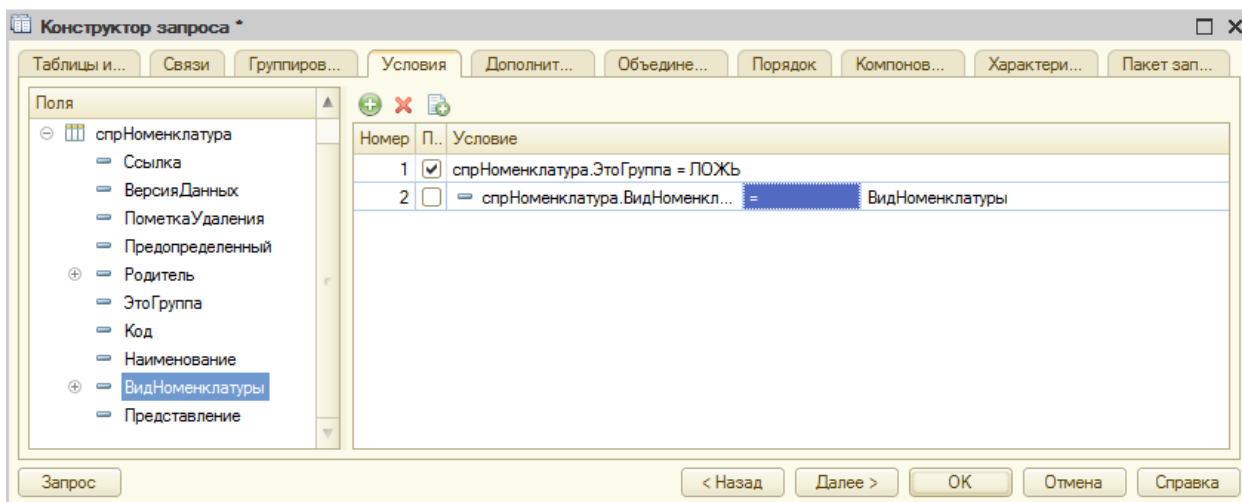 Конструктор запроса *
Таблицы и... Связи Группиров... Условия Дополнит... Объедине... Порядок Компонов... Характери... Пакет зап...
Поля
спрНоменклатура
Ссылка
ВерсияДанных
ПометкаУдаления
Предопределенный
Родитель
ЭтоГруппа
Код
Наименование
ВидНоменклатуры
Представление
Номер П.. Условие
1 спрНоменклатура.ЭтоГруппа = ЛОЖЬ
2 спрНоменклатура.ВидНоменкл... = ВидНоменклатуры
Запрос < Назад Далее > OK Отмена Справка